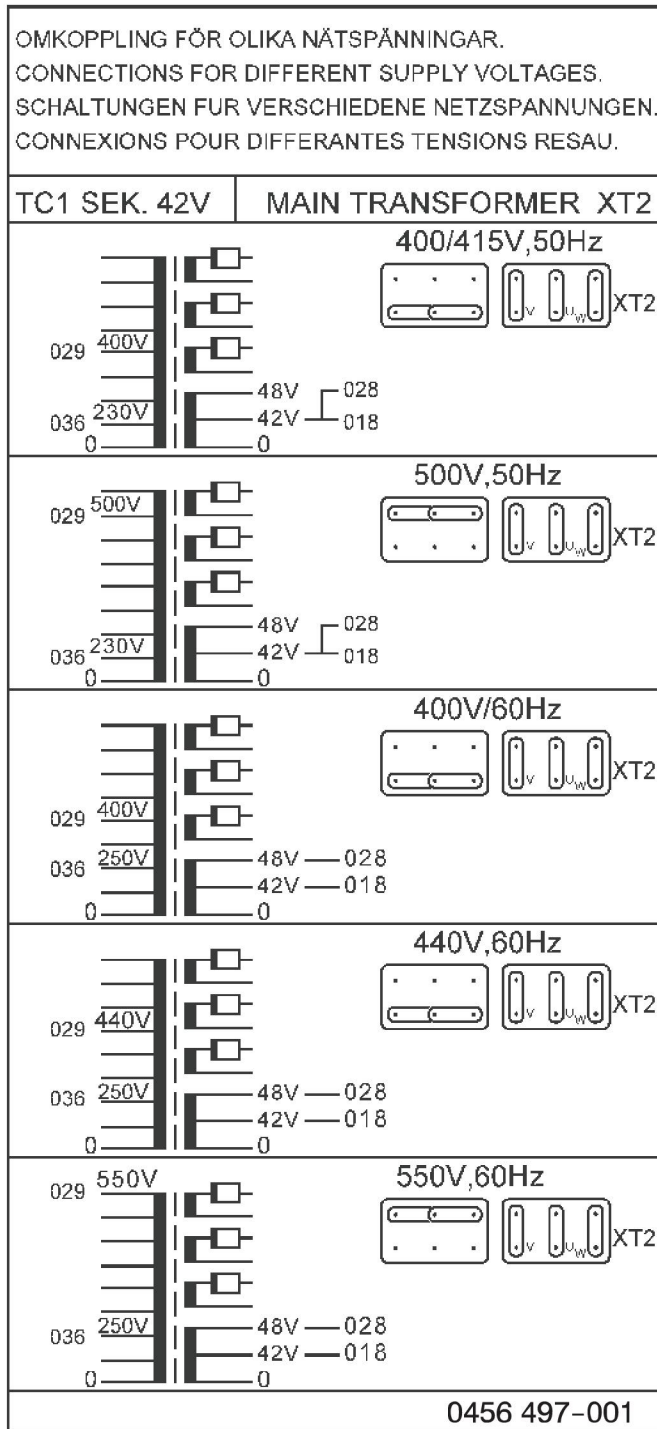 OMKOPPLING FÖR OLIKA NÄTSPÄNNINGAR.
CONNECTIONS FOR DIFFERENT SUPPLY VOLTAGES.
SCHALTUNGEN FUR VERSCHIEDENE NETZSPANNUNGEN.
CONNEXIONS POUR DIFFERANTES TENSIONS RESAU.
TC1 SEK. 42V MAIN TRANSFORMER XT2
400/415V,50Hz
V U W XT2
029 400V
48V 028
036 230V 42V 018
0 0
500V,50Hz
029 500V
V U W XT2
48V 028
036 230V 42V 018
0 0
400V/60Hz
V U W XT2
029 400V
036 250V 48V 028
42V 018
0 0
440V,60Hz
V U W XT2
029 440V
036 250V 48V 028
42V 018
0 0
029 550V 550V,60Hz
V U W XT2
036 250V 48V 028
42V 018
0 0
0456 497-001